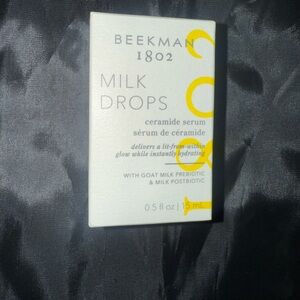 BEEKMAN
1802
MILK
DROPS
ceramide serum
sérum de céramide
delivers a lit-from-within
glow while instantly hydrating
WITH GOAT MILK PREBIOTIC
& MILK POSTBIOTIC
0.5 fl oz | 15 mL
1802